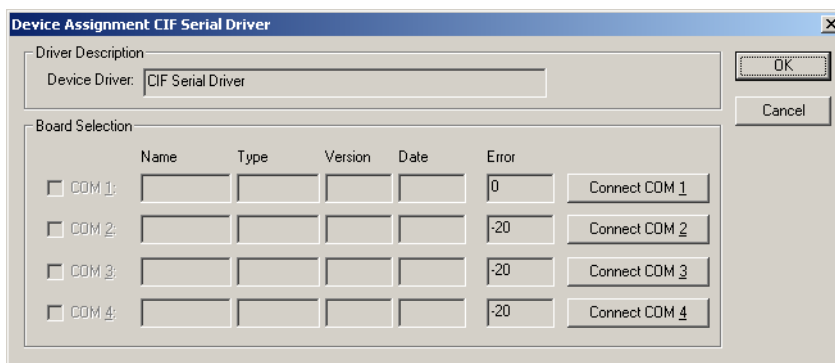 Device Assignment CIF Serial Driver
Driver Description
Device Driver: CIF Serial Driver
OK
Cancel
Board Selection
Name Type Version Date Error
COM 1: 0 Connect COM 1
COM 2: -20 Connect COM 2
COM 3: -20 Connect COM 3
COM 4: -20 Connect COM 4